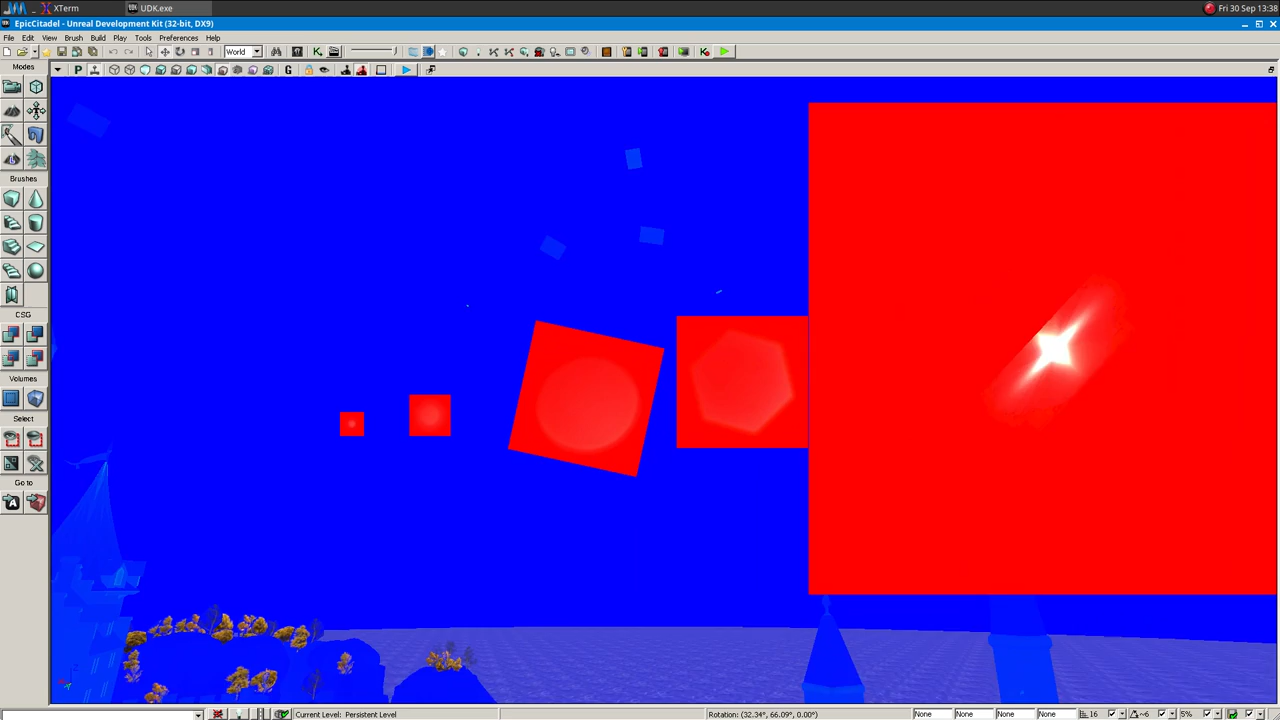 XTerm
UDK.exe
Fri 30 Sep 13:38
EpicCitadel - Unreal Development Kit (32-bit, DX9)
File Edit View Brush Build Play Tools Preferences Help
World
P
G
Modes
Brushes
CSG
Volumes
Select
Go to
Current Level: Persistent Level
Rotation: (32.34°, 66.09°, 0.00°)
None None None None
16
~6
5%